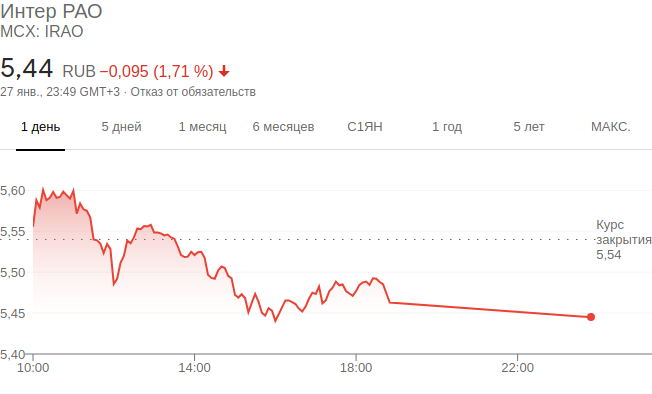 Интер РАО
MCX: IRAO
5,44 RUB −0,095 (1,71 %)
27 янв., 23:49 GMT+3 · Отказ от обязательств
1 день 5 дней 1 месяц 6 месяцев С1ЯН 1 год 5 лет МАКС.
5,60
5,55
Курс
закрытия
5,54
5,50
5,45
5,40
10:00 14:00 18:00 22:00